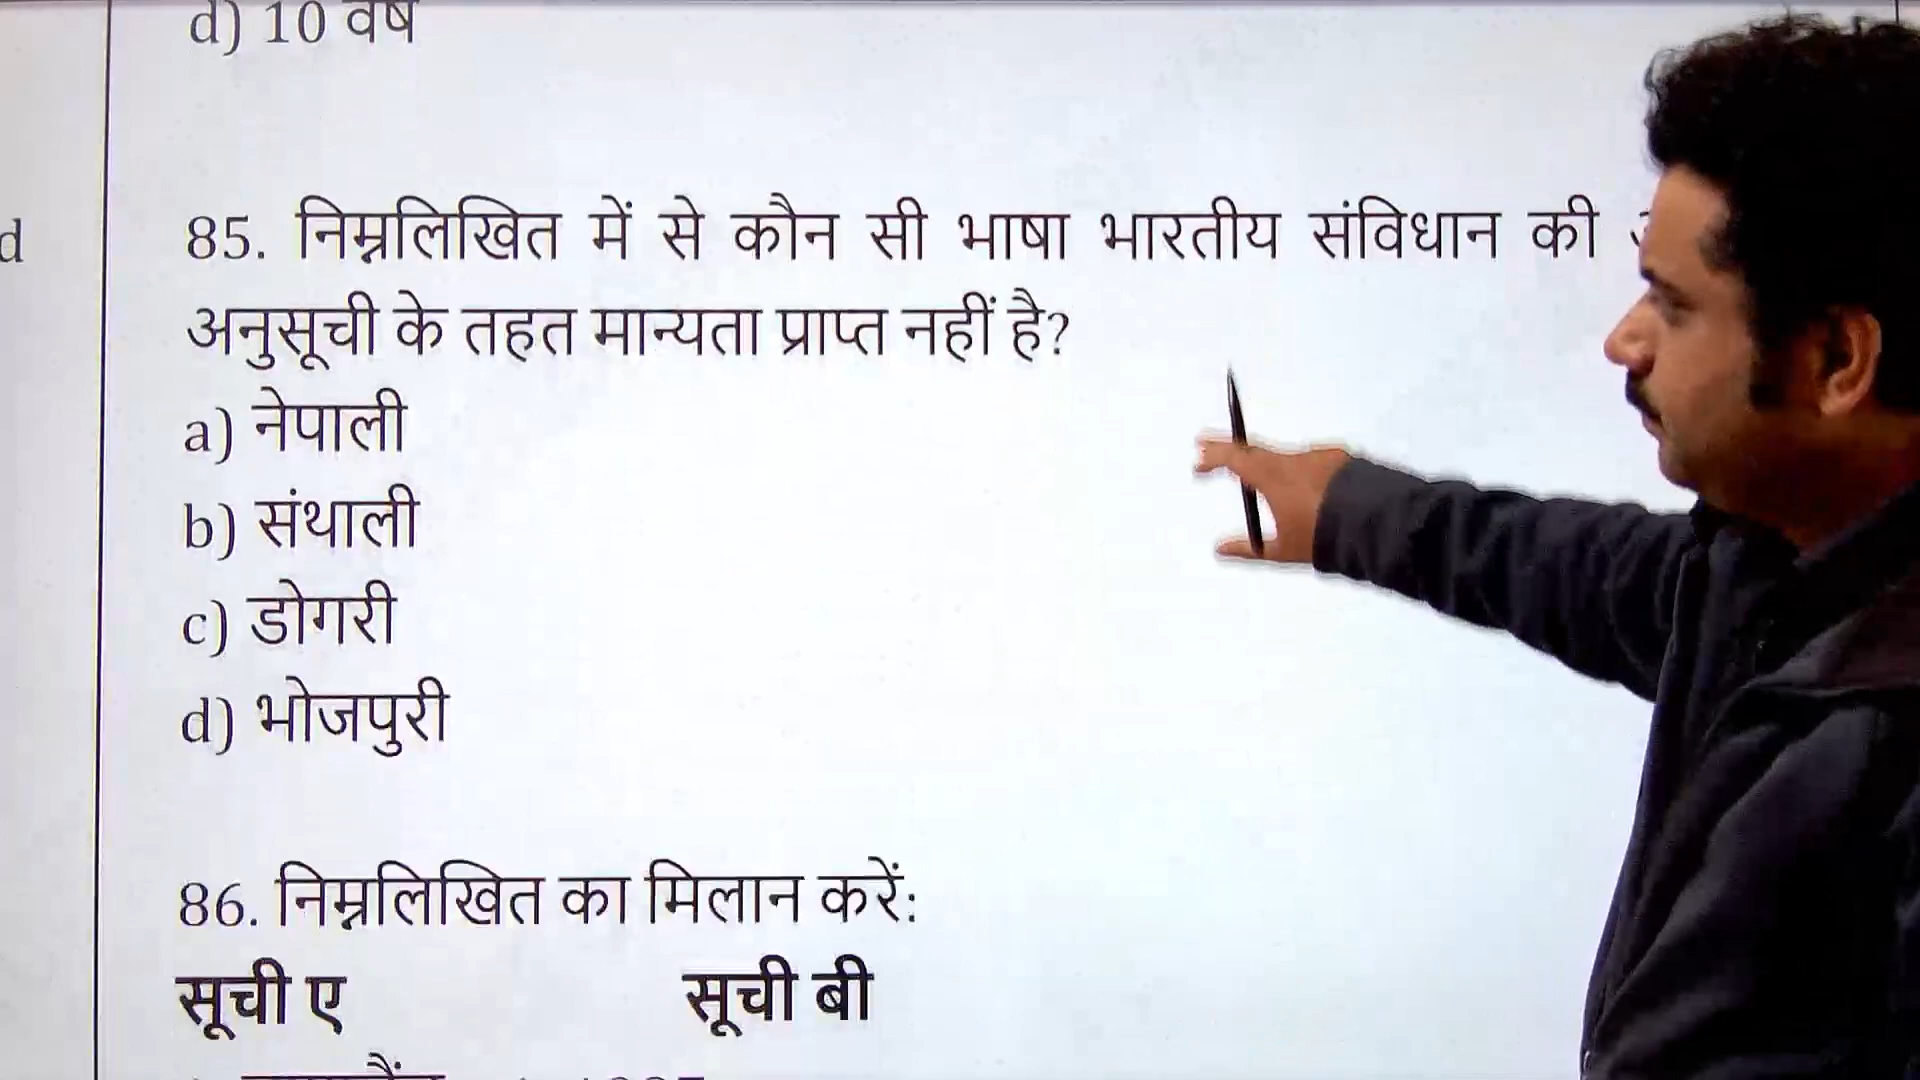 d) 10 वर्ष
d
85. निम्नलिखित में से कौन सी भाषा भारतीय संविधान की
अनुसूची के तहत मान्यता प्राप्त नहीं है?
a) नेपाली
b) संथाली
c) डोगरी
d) भोजपुरी
86. निम्नलिखित का मिलान करें:
सूची ए सूची बी